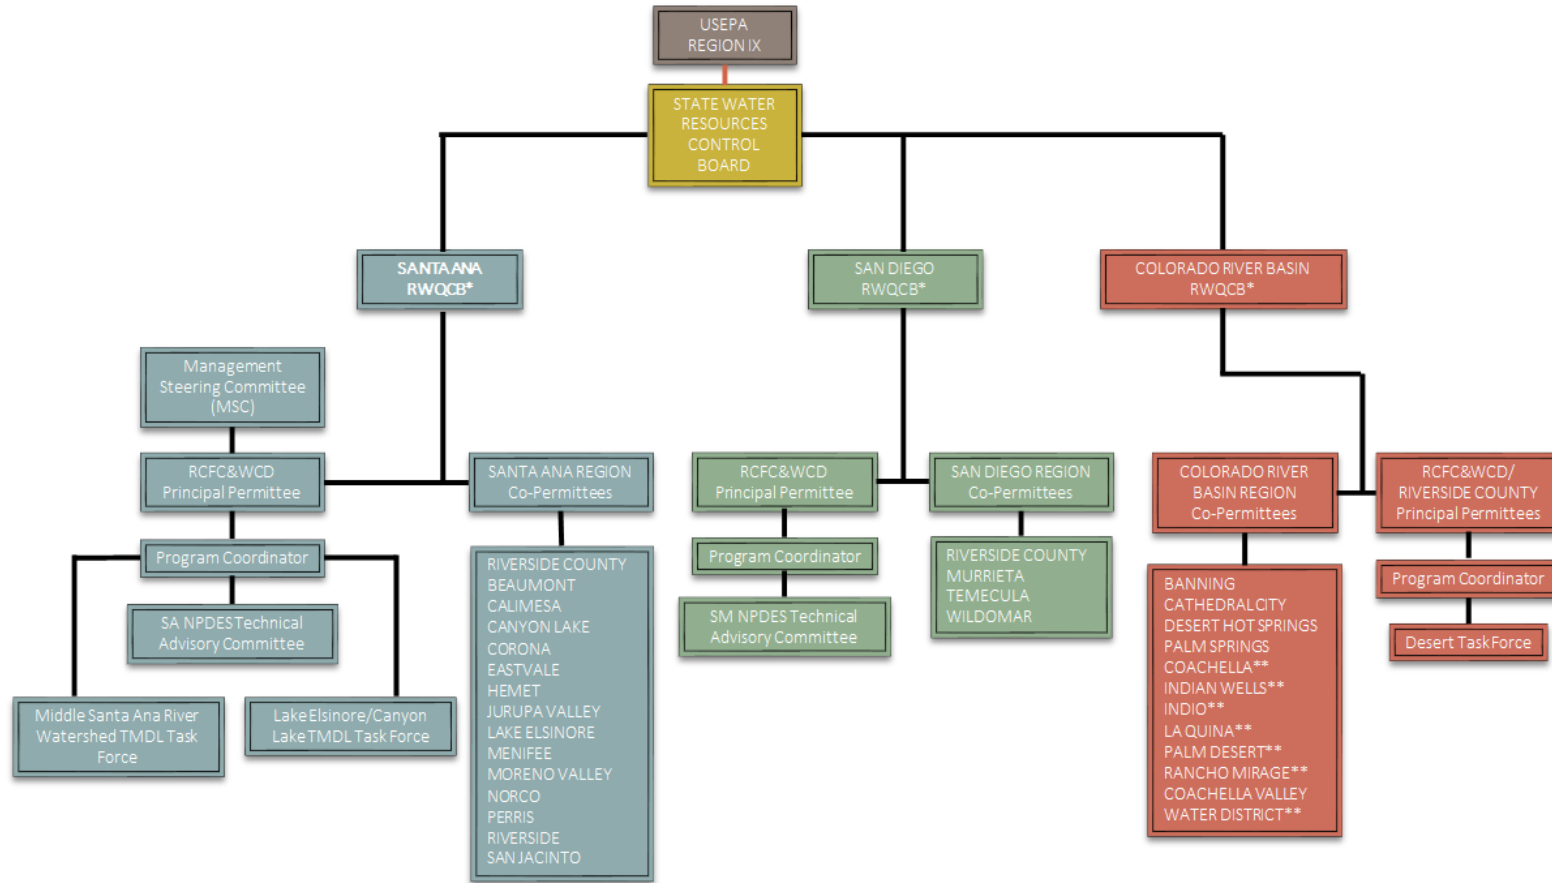 USEPA
REGION IX
STATE WATER
RESOURCES
CONTROL
BOARD
SANTA ANA
RWQCB*
SAN DIEGO
RWQCB*
COLORADO RIVER BASIN
RWQCB*
Management
Steering Committee
(MSC)
RCFC&WCD
Principal Permittee
SANTA ANA REGION
Co-Permittees
Program Coordinator
SA NPDES Technical
Advisory Committee
Middle Santa Ana River
Watershed TMDL Task
Force
Lake Elsinore/Canyon
Lake TMDL Task Force
RIVERSIDE COUNTY
BEAUMONT
CALIMESA
CANYON LAKE
CORONA
EASTVALE
HEMET
JURUPA VALLEY
LAKE ELSINORE
MENIFEE
MORENO VALLEY
NORCO
PERRIS
RIVERSIDE
SAN JACINTO
RCFC&WCD
Principal Permittee
SAN DIEGO REGION
Co-Permittees
Program Coordinator
SM NPDES Technical
Advisory Committee
RIVERSIDE COUNTY
MURRIETA
TEMECULA
WILDOMAR
COLORADO RIVER
BASIN REGION
Co-Permittees
RCFC&WCD/
RIVERSIDE COUNTY
Principal Permittees
BANNING
CATHEDRAL CITY
DESERT HOT SPRINGS
PALM SPRINGS
COACHELLA**
INDIAN WELLS**
INDIO**
LA QUINA**
PALM DESERT**
RANCHO MIRAGE**
COACHELLA VALLEY
WATER DISTRICT**
Program Coordinator
Desert Task Force